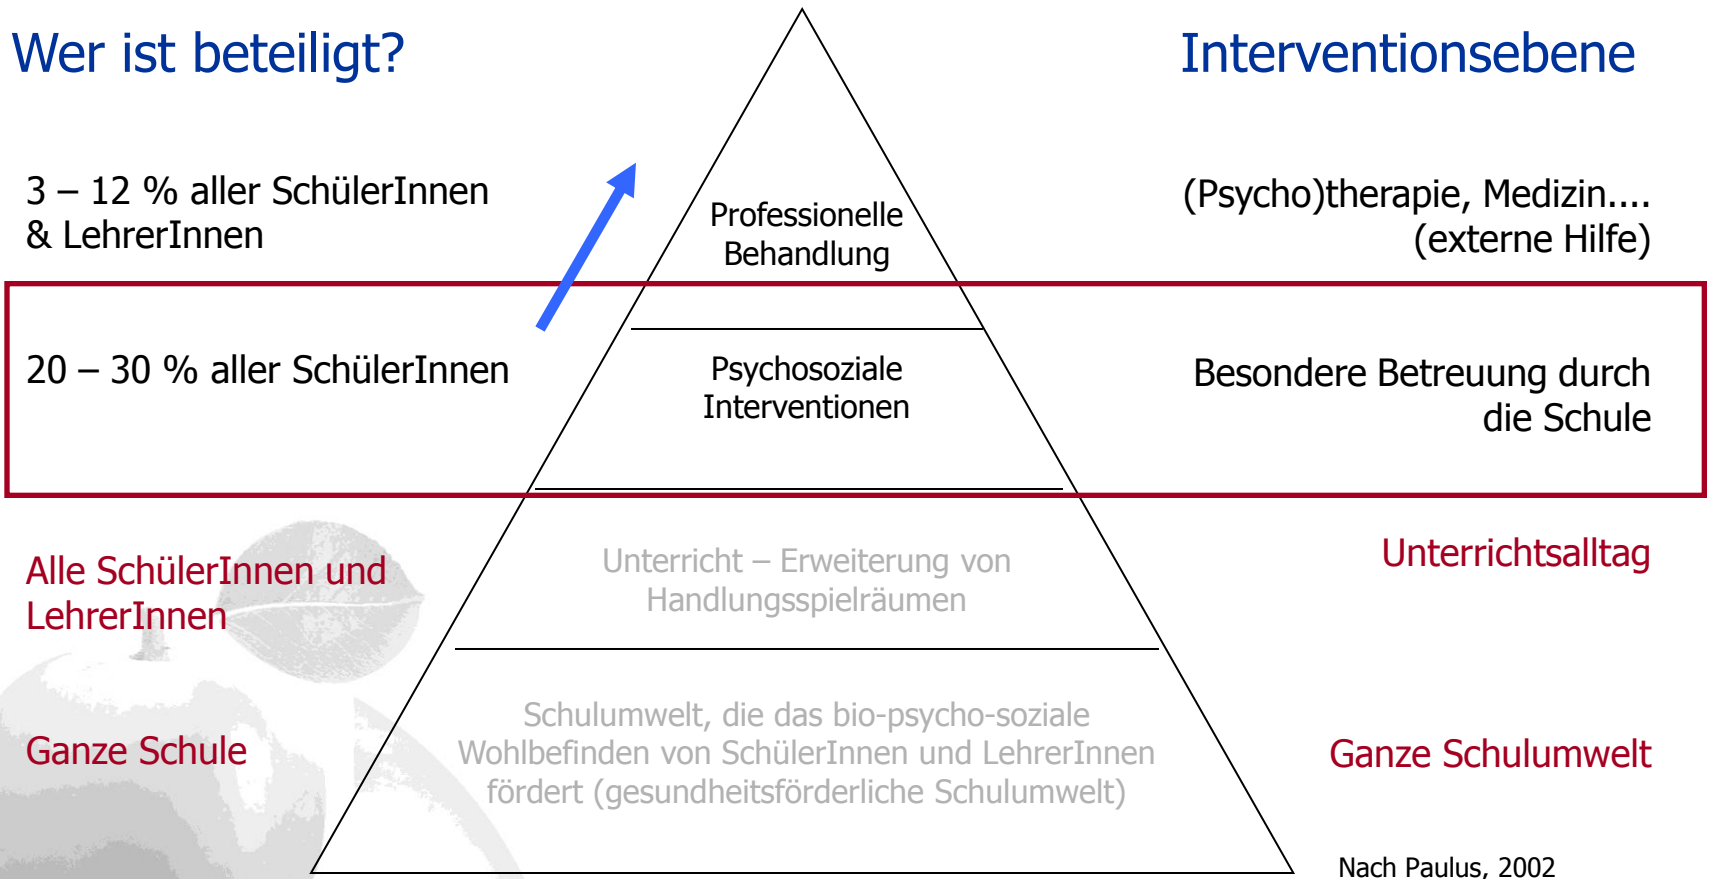 Wer ist beteiligt?
Interventionsebene
3 – 12 % aller SchülerInnen
& LehrerInnen
Professionelle
Behandlung
(Psycho)therapie, Medizin....
(externe Hilfe)
20 – 30 % aller SchülerInnen
Psychosoziale
Interventionen
Besondere Betreuung durch
die Schule
Alle SchülerInnen und
LehrerInnen
Unterricht – Erweiterung von
Handlungsspielräumen
Unterrichtsalltag
Ganze Schule
Schulumwelt, die das bio-psycho-soziale
Wohlbefinden von SchülerInnen und LehrerInnen
fördert (gesundheitsförderliche Schulumwelt)
Ganze Schulumwelt
Nach Paulus, 2002